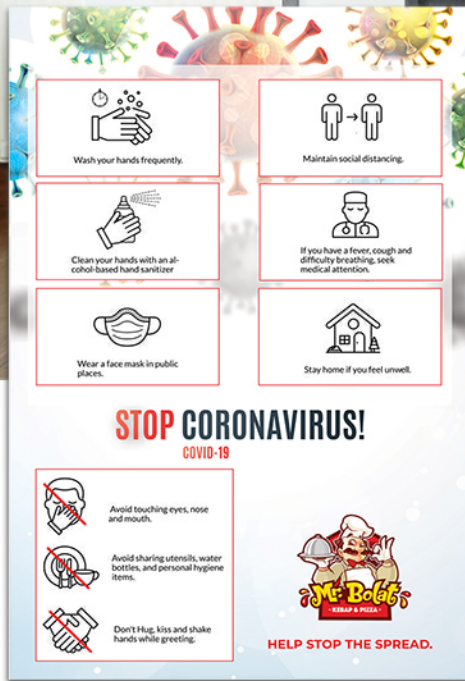 Wash your hands frequently.
Maintain social distancing.
Clean your hands with an al-
cohol-based hand sanitizer
If you have a fever, cough and
difficulty breathing, seek
medical attention.
Wear a face mask in public
places.
Stay home if you feel unwell.
STOP CORONAVIRUS!
COVID-19
Avoid touching eyes, nose
and mouth.
Avoid sharing utensils, water
bottles, and personal hygiene
items.
Don't Hug, kiss and shake
hands while greeting.
Mr. Bolat
- KEBAP & PIZZA -
HELP STOP THE SPREAD.